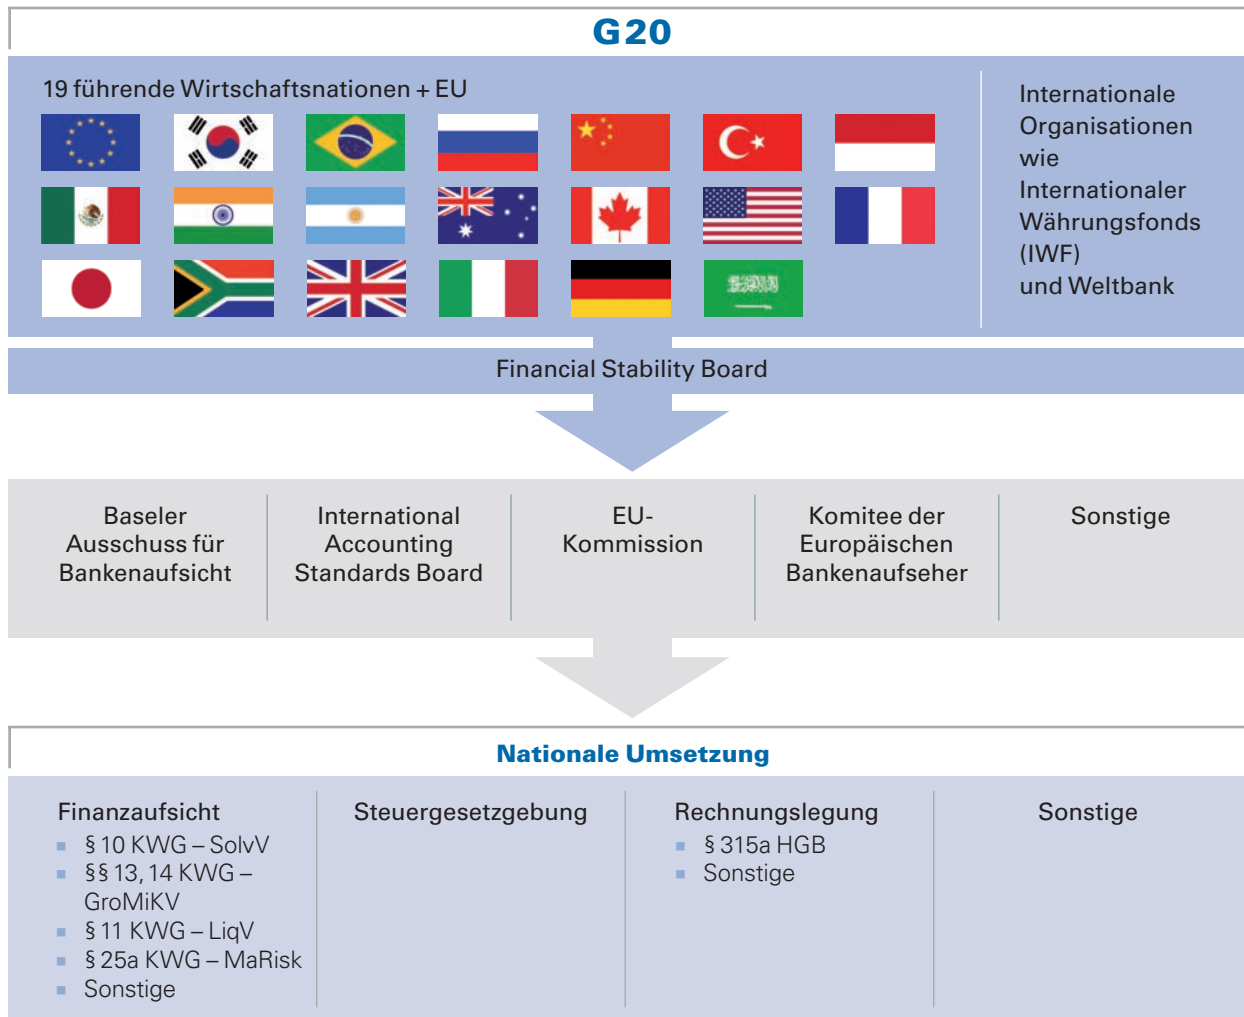 G20
19 führende Wirtschaftsnationen + EU
Internationale
Organisationen
wie
Internationaler
Währungsfonds
(IWF)
und Weltbank
Financial Stability Board
Baseler
Ausschuss für
Bankenaufsicht
International
Accounting
Standards Board
EU-
Kommission
Komitee der
Europäischen
Bankenaufseher
Sonstige
Nationale Umsetzung
Finanzaufsicht
§ 10 KWG – SolvV
§§ 13, 14 KWG –
GroMiKV
§ 11 KWG – LiqV
§ 25a KWG – MaRisk
Sonstige
Steuergesetzgebung
Rechnungslegung
§ 315a HGB
Sonstige
Sonstige